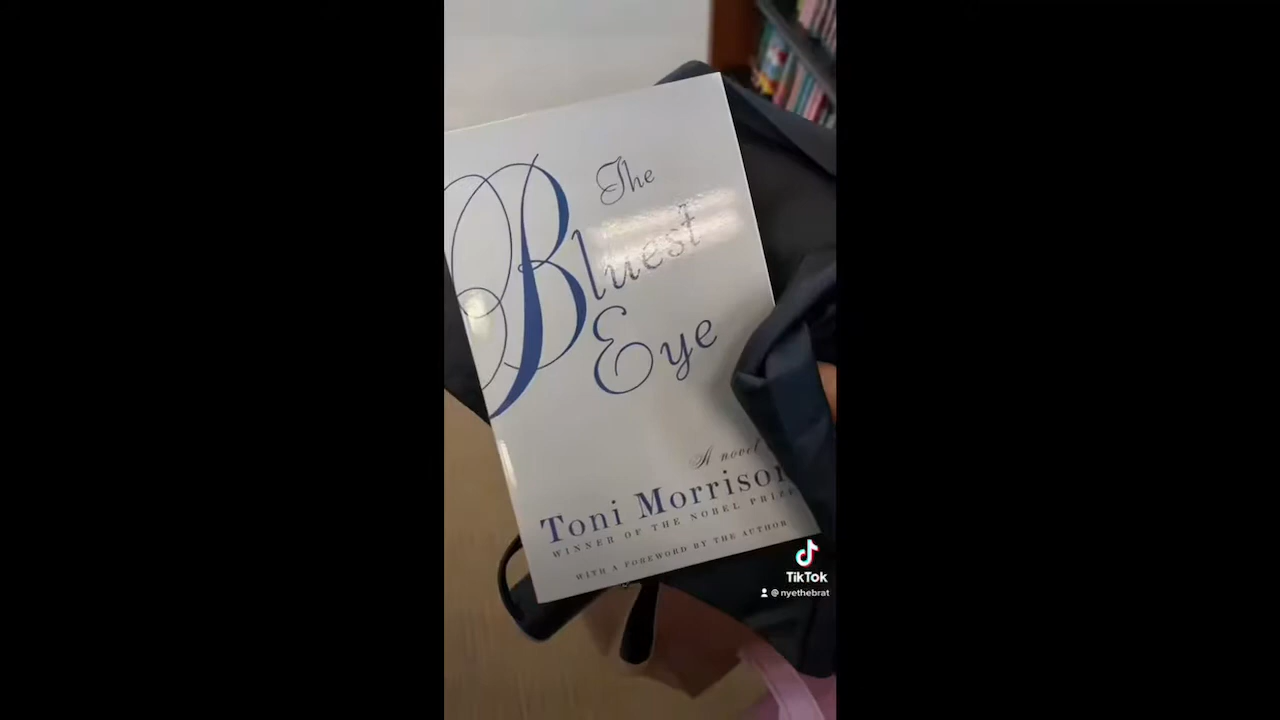 The
Bluest
Eye
A novel
Toni Morrison
WINNER OF THE NOBEL PRIZE
WITH A FOREWORD BY THE AUTHOR
TikTok
@nyethebrat